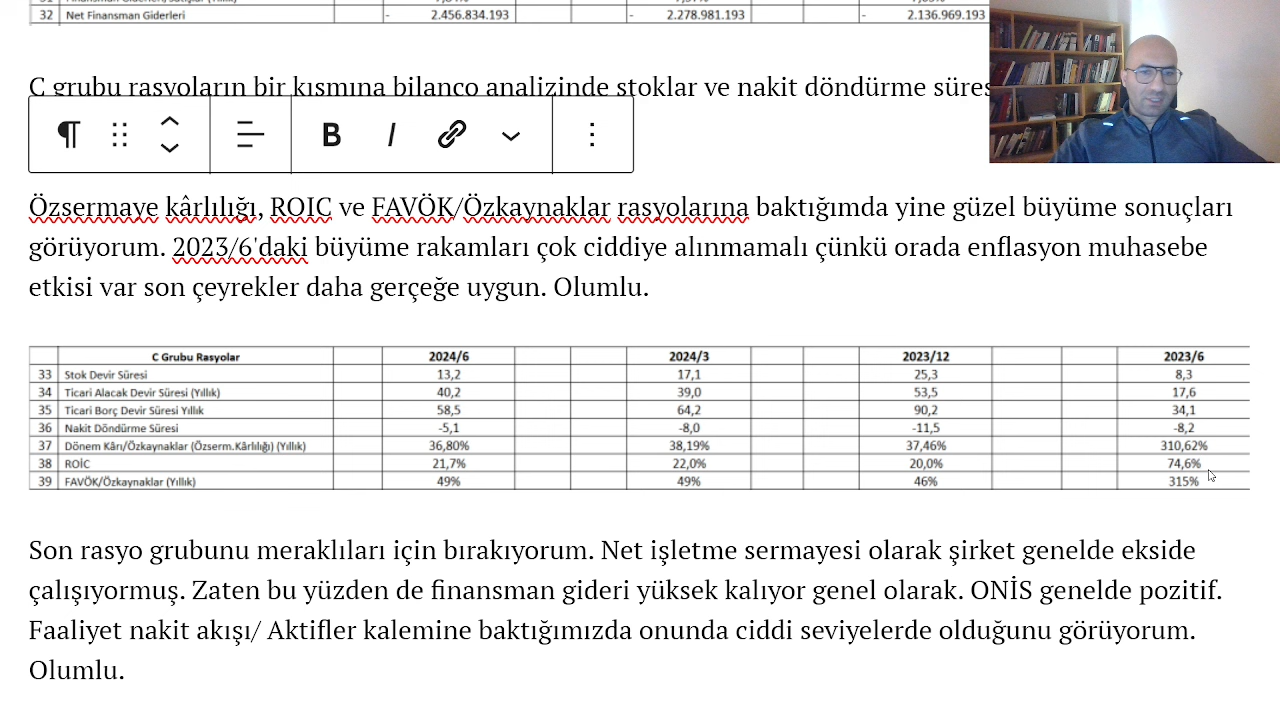 32 Net Finansman Giderleri - 2.456.834.193 - 2.278.981.193 - 2.136.969.193
C grubu rasyoların bir kısmına bilanço analizinde stoklar ve nakit döndürme
B I
Özsermaye kârlılığı, ROIC ve FAVÖK/Özkaynaklar rasyolarına baktığımda yine güzel büyüme sonuçları
görüyorum. 2023/6'daki büyüme rakamları çok ciddiye alınmamalı çünkü orada enflasyon muhasebe
etkisi var son çeyrekler daha gerçeğe uygun. Olumlu.
C Grubu Rasyolar 2024/6 2024/3 2023/12 2023/6
33 Stok Devir Süresi 13,2 17,1 25,3 8,3
34 Ticari Alacak Devir Süresi (Yıllık) 40,2 39,0 53,5 17,6
35 Ticari Borç Devir Süresi Yıllık 58,5 64,2 90,2 34,1
36 Nakit Döndürme Süresi -5,1 -8,0 -11,5 -8,2
37 Dönem Kârı/Özkaynaklar (Özserm.Kârlılığı) (Yıllık) 36,80% 38,19% 37,46% 310,62%
38 ROİC 21,7% 22,0% 20,0% 74,6%
39 FAVÖK/Özkaynaklar (Yıllık) 49% 49% 46% 315%
Son rasyo grubunu meraklıları için bırakıyorum. Net işletme sermayesi olarak şirket genelde ekside
çalışıyormuş. Zaten bu yüzden de finansman gideri yüksek kalıyor genel olarak. ONİS genelde pozitif.
Faaliyet nakit akışı/ Aktifler kalemine baktığımızda onunda ciddi seviyelerde olduğunu görüyorum.
Olumlu.